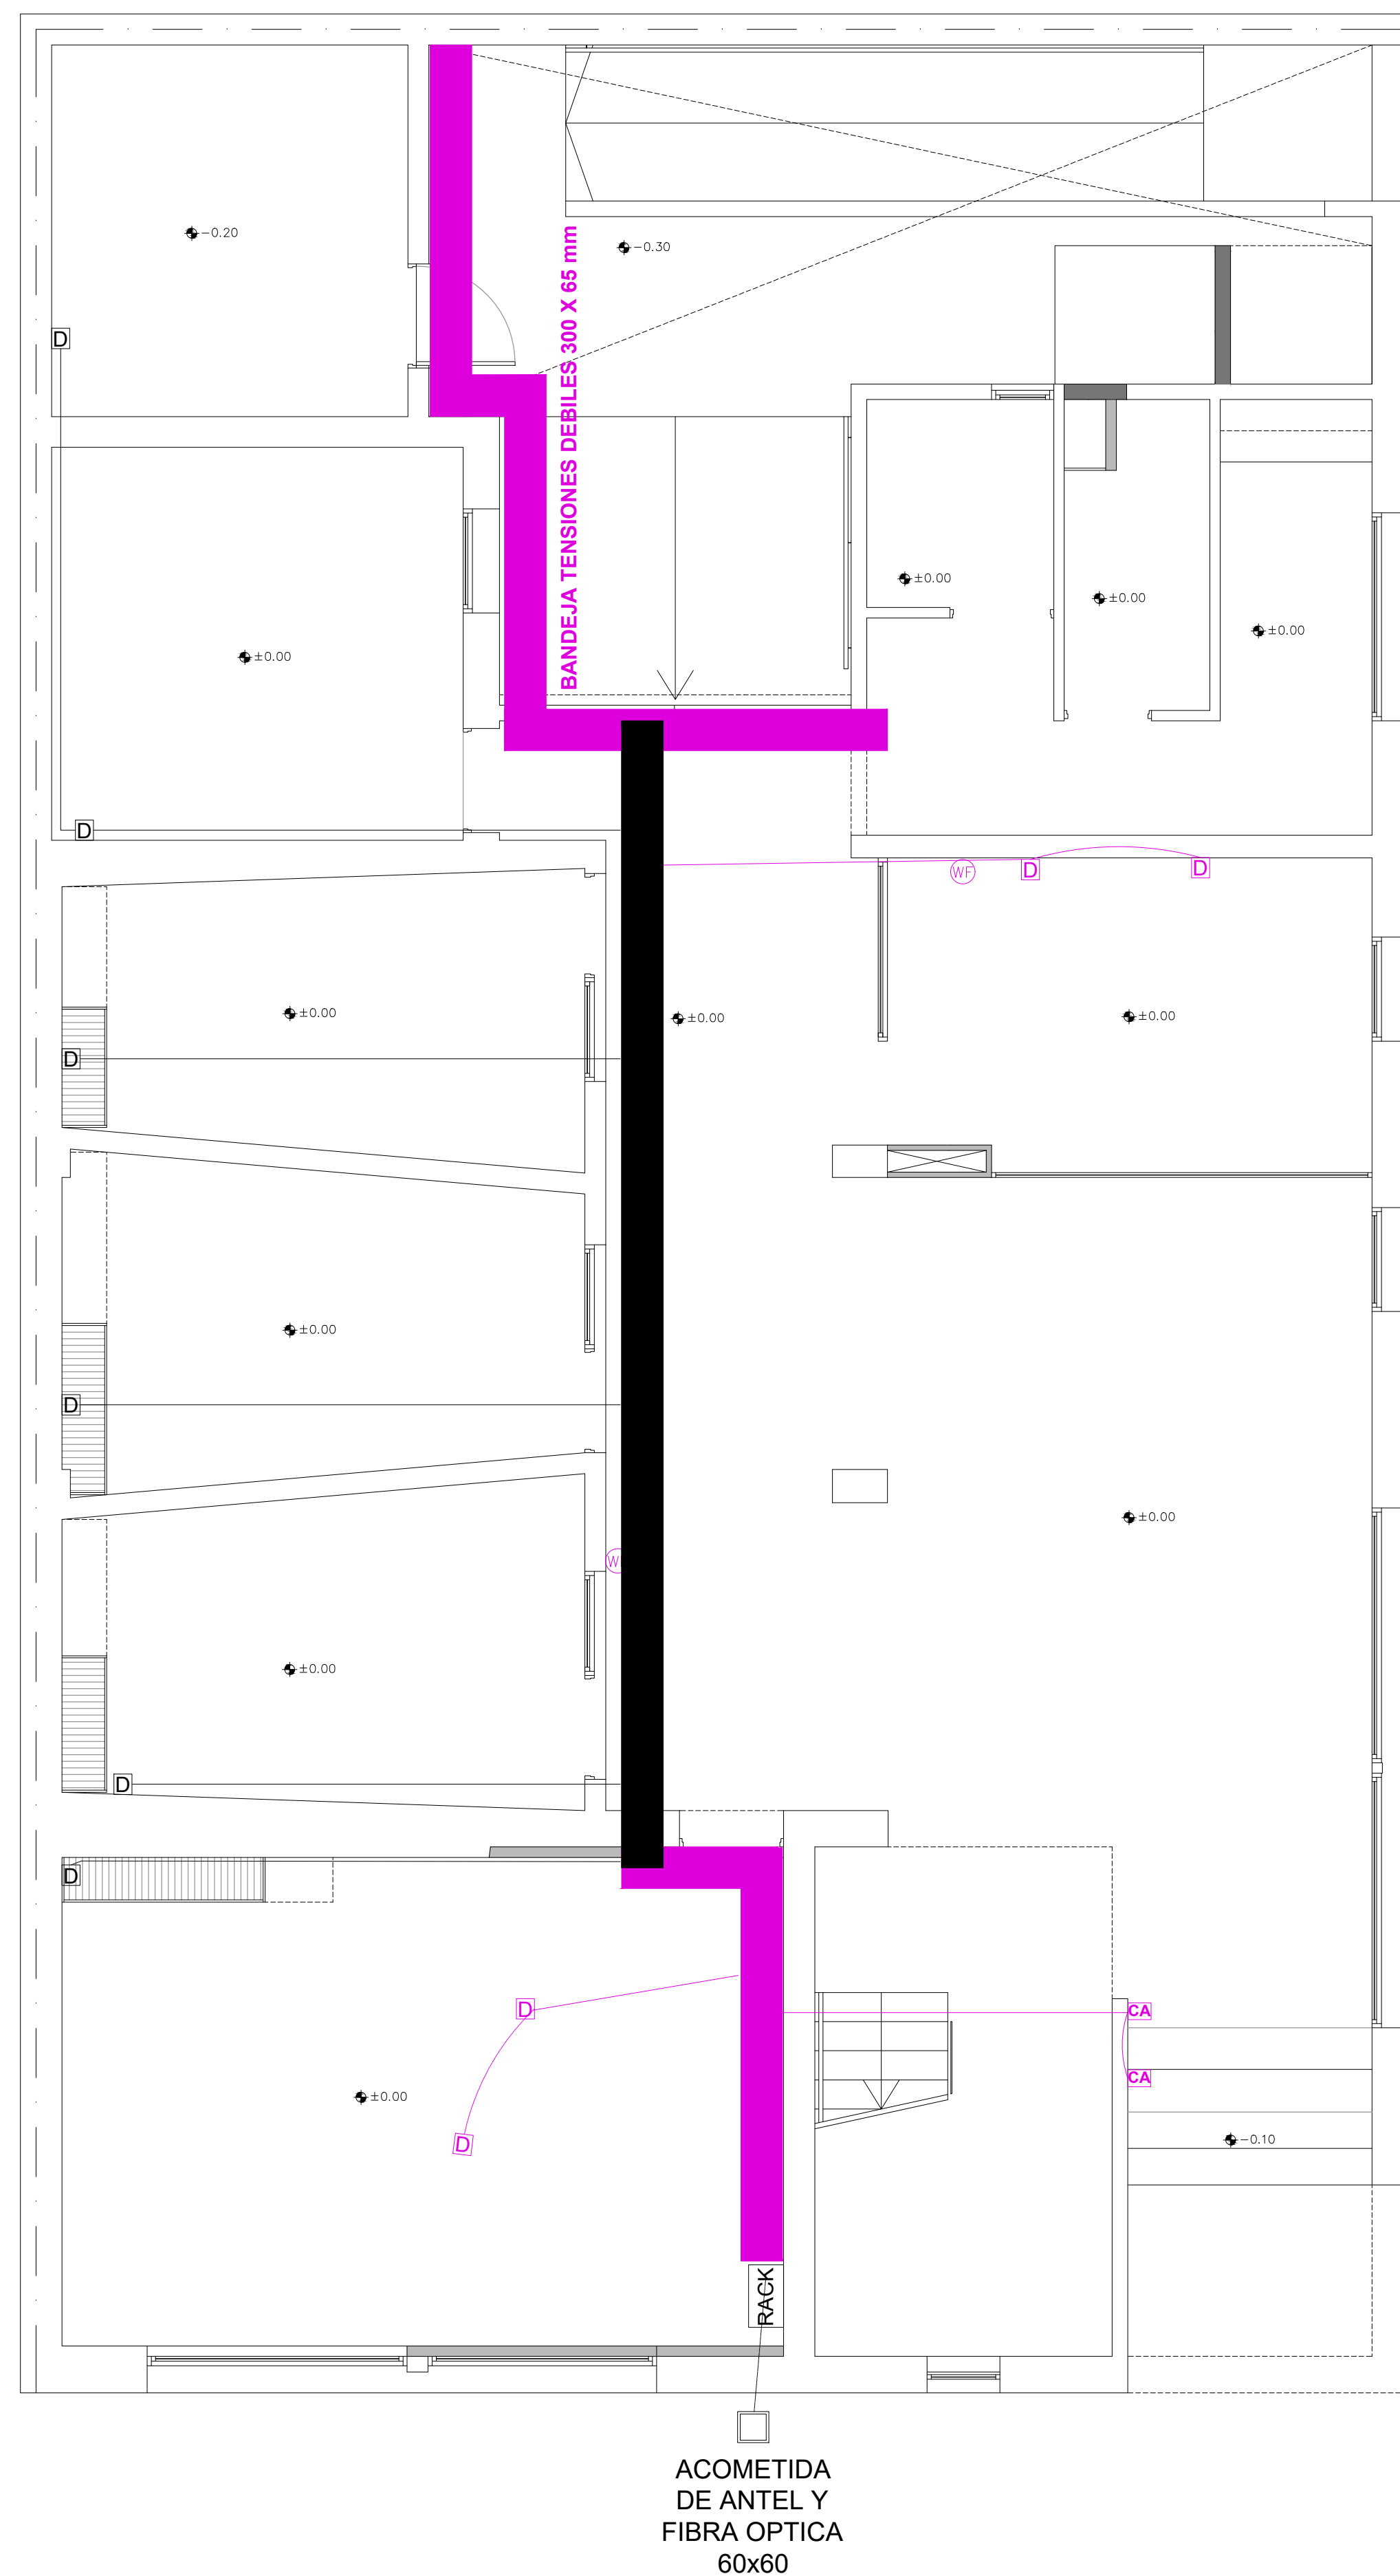 -0.20
-0.30
BANDEJA TENSIONES DEBILES 300 X 65 mm
D
±0.00
±0.00
±0.00
±0.00
D
WF
D
D
±0.00
±0.00
±0.00
D
±0.00
D
±0.00
W
±0.00
D
D
D
CA
CA
±0.00
D
-0.10
RACK
ACOMETIDA
DE ANTEL Y
FIBRA OPTICA
60x60